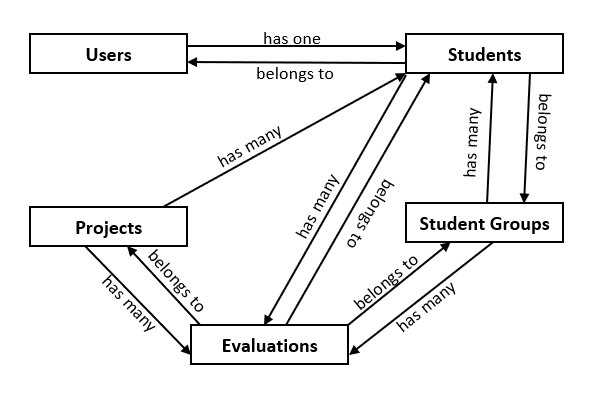 has one
Users
Students
belongs to
has many
has many
belongs to
has many
belongs to
Projects
Student Groups
has many
belongs to
belongs to
has many
Evaluations